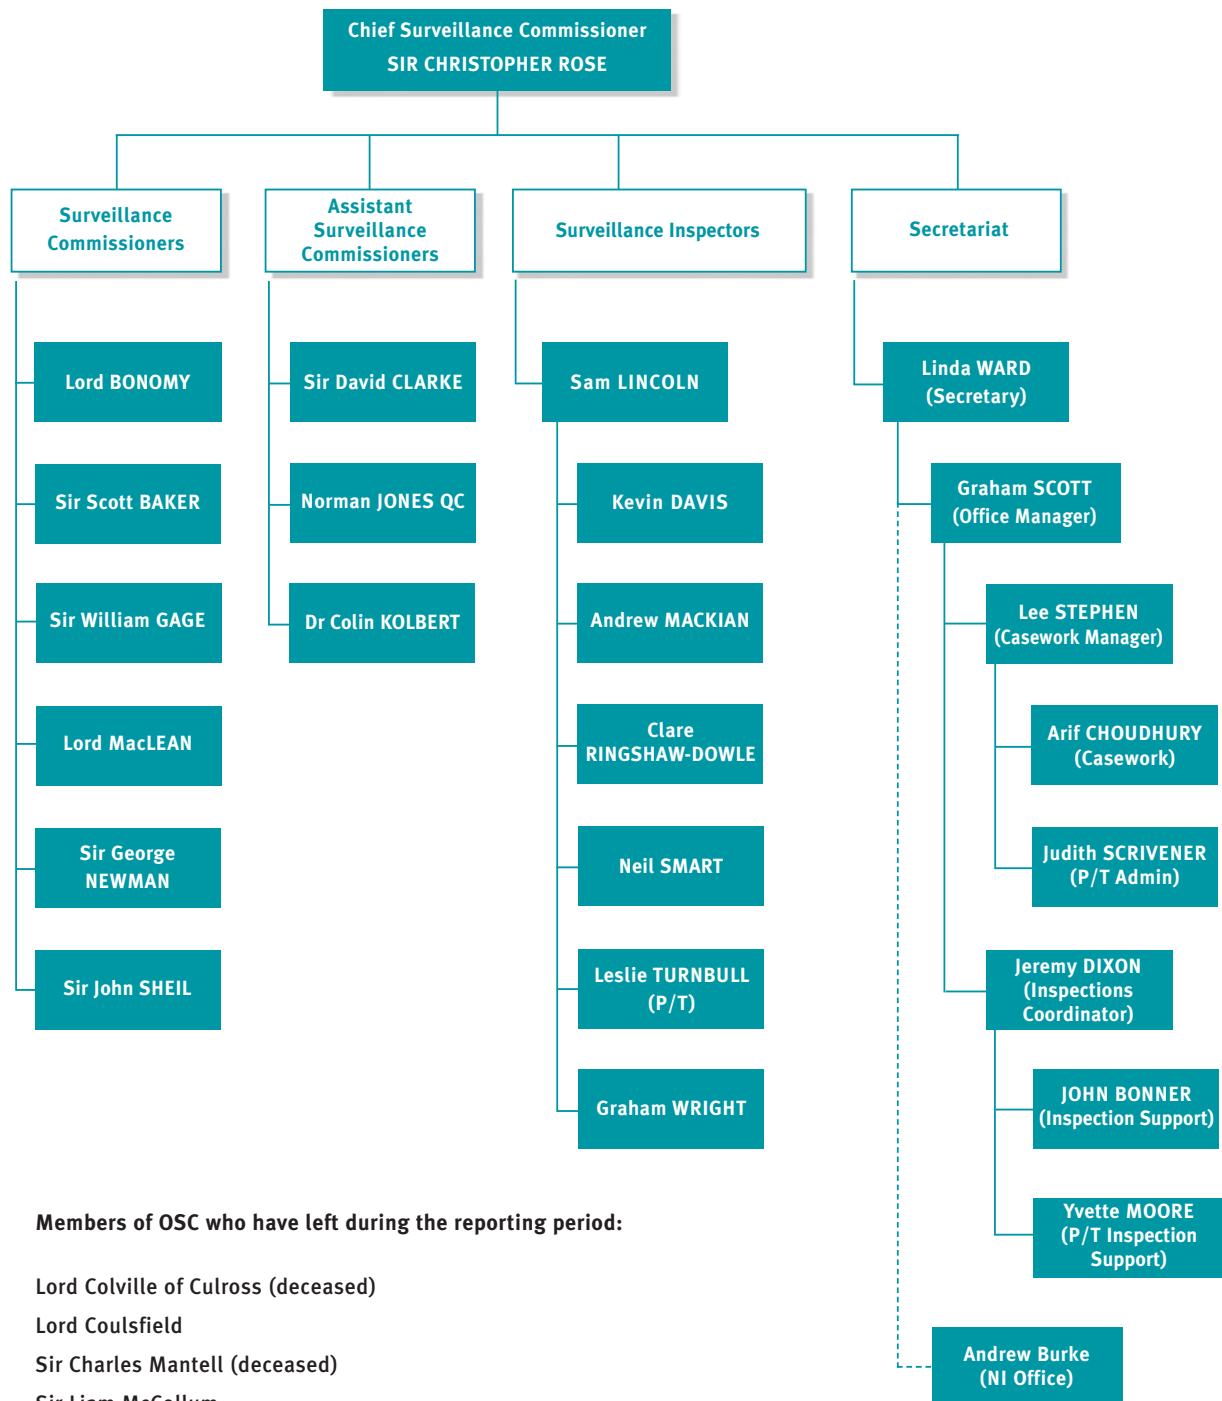 Chief Surveillance Commissioner
SIR CHRISTOPHER ROSE
Surveillance
Commissioners
Assistant
Surveillance
Commissioners
Surveillance Inspectors
Secretariat
Lord BONOMY
Sir Scott BAKER
Sir William GAGE
Lord MacLEAN
Sir George
NEWMAN
Sir John SHEIL
Sir David CLARKE
Norman JONES QC
Dr Colin KOLBERT
Sam LINCOLN
Kevin DAVIS
Andrew MACKIAN
Clare
RINGSHAW-DOWLE
Neil SMART
Leslie TURNBULL
(P/T)
Graham WRIGHT
Linda WARD
(Secretary)
Graham SCOTT
(Office Manager)
Lee STEPHEN
(Casework Manager)
Arif CHOUDHURY
(Casework)
Judith SCRIVENER
(P/T Admin)
Jeremy DIXON
(Inspections
Coordinator)
JOHN BONNER
(Inspection Support)
Yvette MOORE
(P/T Inspection
Support)
Andrew Burke
(NI Office)
Members of OSC who have left during the reporting period:
Lord Colville of Culross (deceased)
Lord Coulsfield
Sir Charles Mantell (deceased)
Sir Liam McCollum